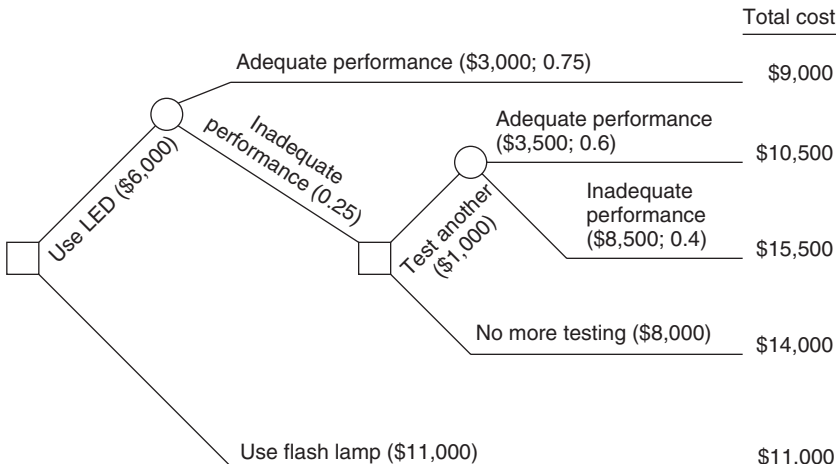 Total cost
Adequate performance ($3,000; 0.75)
$9,000
Use LED ($6,000)
Inadequate
performance (0.25)
Adequate performance
($3,500; 0.6)
$10,500
Test another
($1,000)
Inadequate
performance
($8,500; 0.4)
$15,500
No more testing ($8,000)
$14,000
Use flash lamp ($11,000)
$11,000